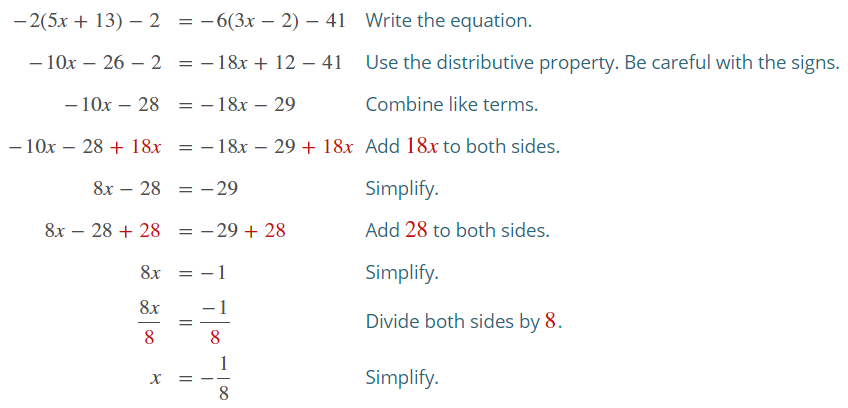 −2(5x + 13) − 2 = −6(3x − 2) − 41 Write the equation.
−10x − 26 − 2 = −18x + 12 − 41 Use the distributive property. Be careful with the signs.
−10x − 28 = −18x − 29 Combine like terms.
−10x − 28 + 18x = −18x − 29 + 18x Add 18x to both sides.
8x − 28 = −29 Simplify.
8x − 28 + 28 = −29 + 28 Add 28 to both sides.
8x = −1 Simplify.
8x/8 = −1/8 Divide both sides by 8.
x = −1/8 Simplify.